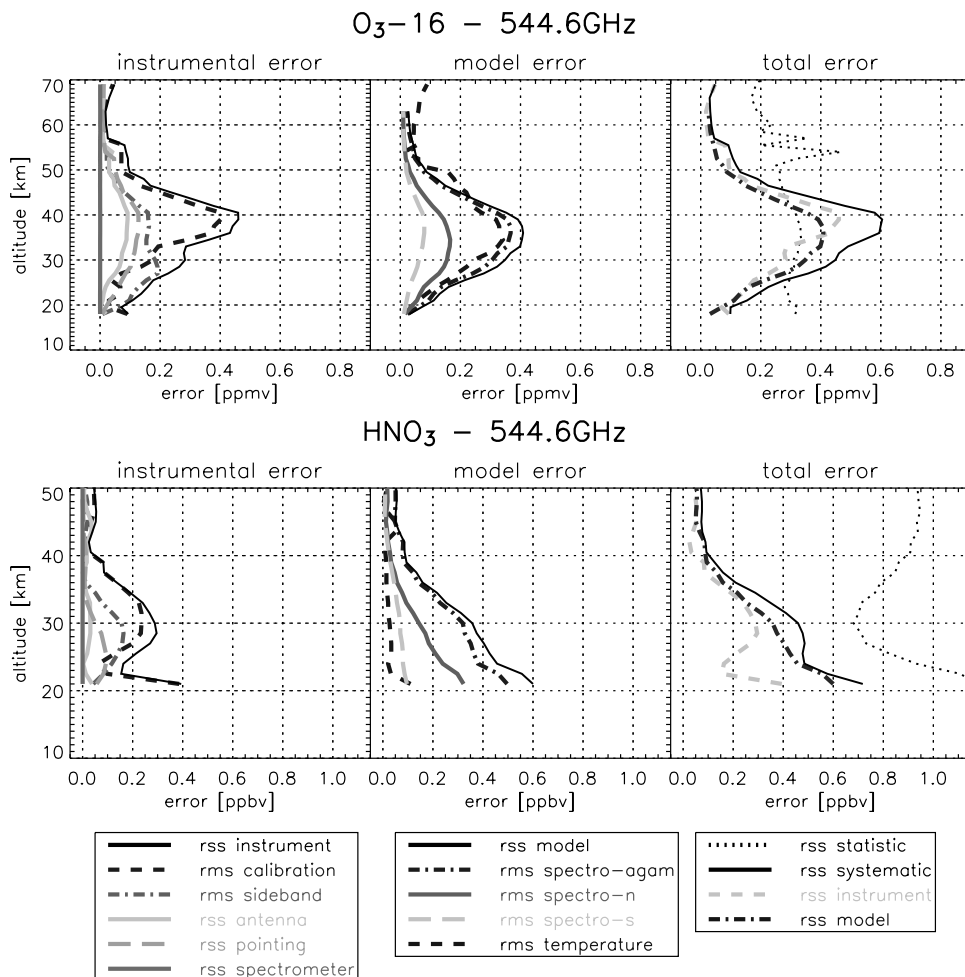 O₃−16 − 544.6GHz
instrumental error
model error
total error
70
60
50
40
30
20
10
altitude [km]
0.0 0.2 0.4 0.6 0.8
0.0 0.2 0.4 0.6 0.8
0.0 0.2 0.4 0.6 0.8
error [ppmv]
error [ppmv]
error [ppmv]
HNO₃ − 544.6GHz
instrumental error
model error
total error
50
40
30
20
10
altitude [km]
0.0 0.2 0.4 0.6 0.8 1.0
0.0 0.2 0.4 0.6 0.8 1.0
0.0 0.2 0.4 0.6 0.8 1.0
error [ppbv]
error [ppbv]
error [ppbv]
rss instrument
rms calibration
rms sideband
rss antenna
rss pointing
rss spectrometer
rss model
rms spectro−agam
rms spectro−n
rms spectro−s
rms temperature
rss statistic
rss systematic
rss instrument
rss model